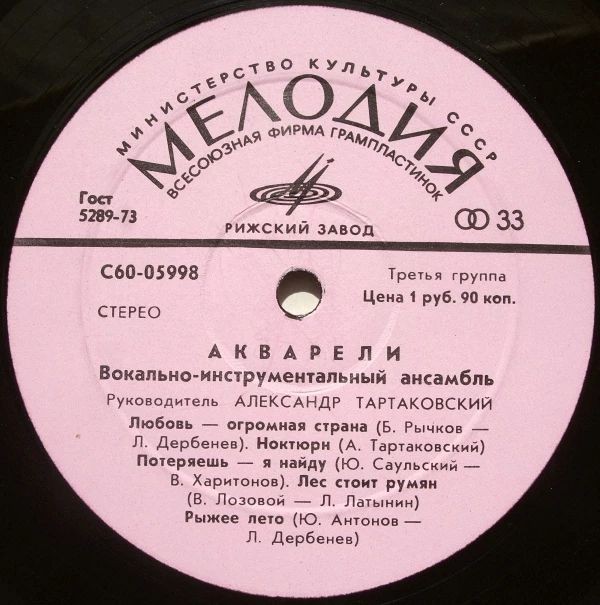 МИНИСТЕРСТВО КУЛЬТУРЫ СССР
МЕЛОДИЯ
ВСЕСОЮЗНАЯ ФИРМА ГРАМПЛАСТИНОК
Гост
5289-73
33
РИЖСКИЙ ЗАВОД
С60-05998
Третья группа
Цена 1 руб. 90 коп.
СТЕРЕО
АКВАРЕЛИ
Вокально-инструментальный ансамбль
Руководитель АЛЕКСАНДР ТАРТАКОВСКИЙ
Любовь — огромная страна (Б. Рычков —
Л. Дербенев). Ноктюрн (А. Тартаковский)
Потеряешь — я найду (Ю. Саульский —
В. Харитонов). Лес стоит румян
(В. Лозовой — Л. Латынин)
Рыжее лето (Ю. Антонов —
Л. Дербенев)